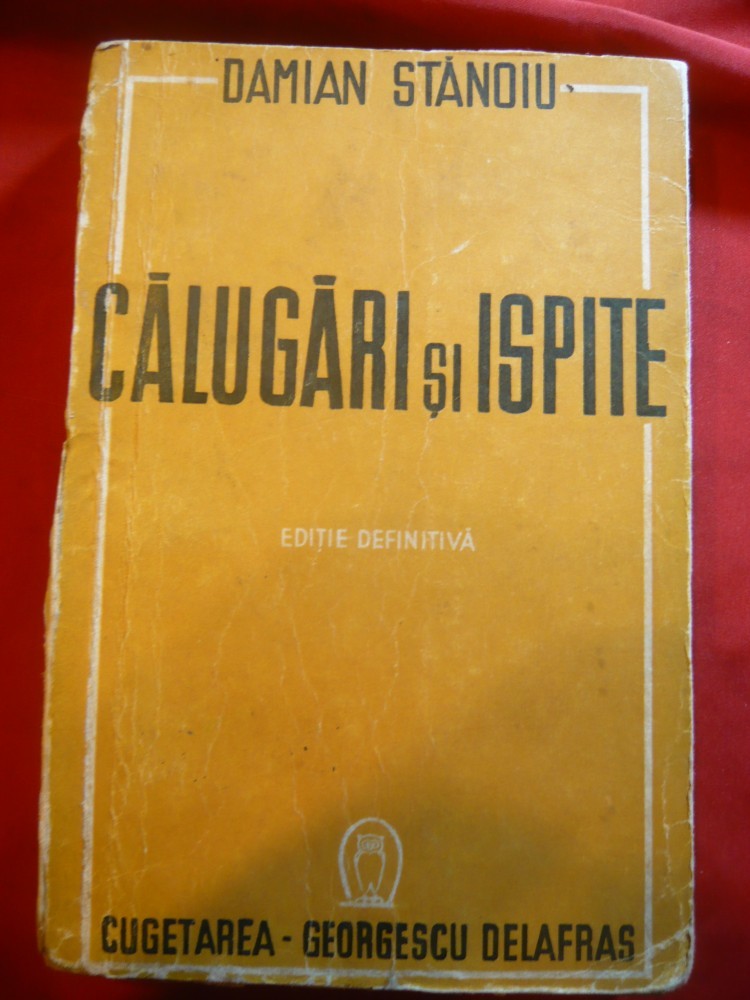 DAMIAN STĂNOIU
CĂLUGĂRI ȘI ISPITE
EDIȚIE DEFINITIVĂ
CUGETAREA - GEORGESCU DELAFRAS